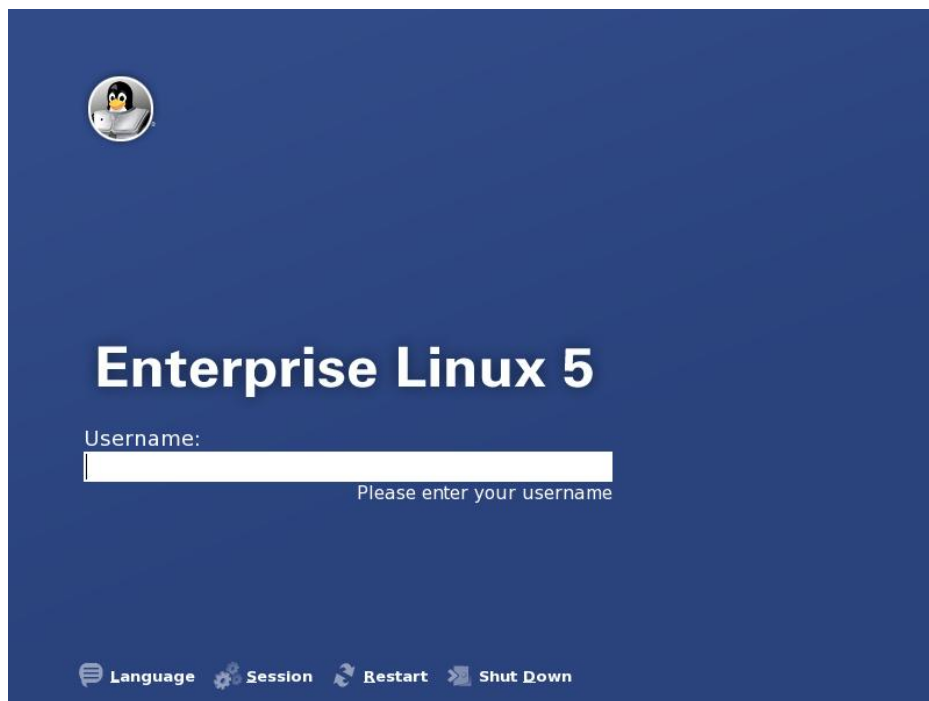 Enterprise Linux 5
Username:
Please enter your username
Language Session Restart Shut Down